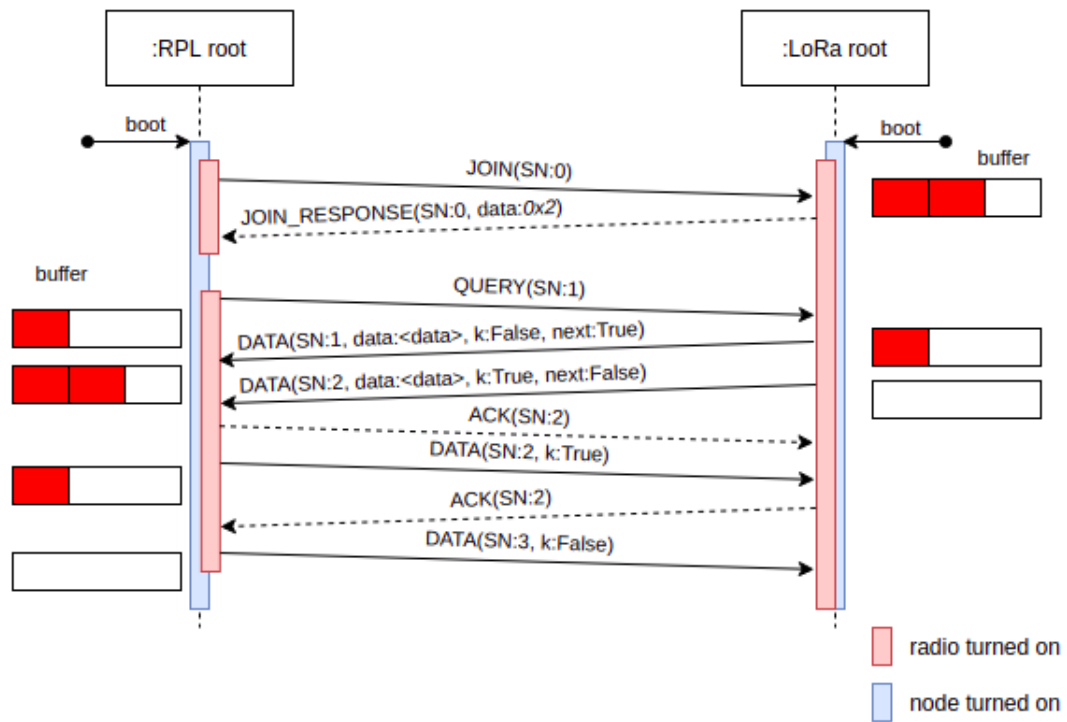 :RPL root
:LoRa root
boot
boot
buffer
JOIN(SN:0)
JOIN_RESPONSE(SN:0, data:0x2)
buffer
QUERY(SN:1)
DATA(SN:1, data:<data>, k:False, next:True)
DATA(SN:2, data:<data>, k:True, next:False)
ACK(SN:2)
DATA(SN:2, k:True)
ACK(SN:2)
DATA(SN:3, k:False)
radio turned on
node turned on